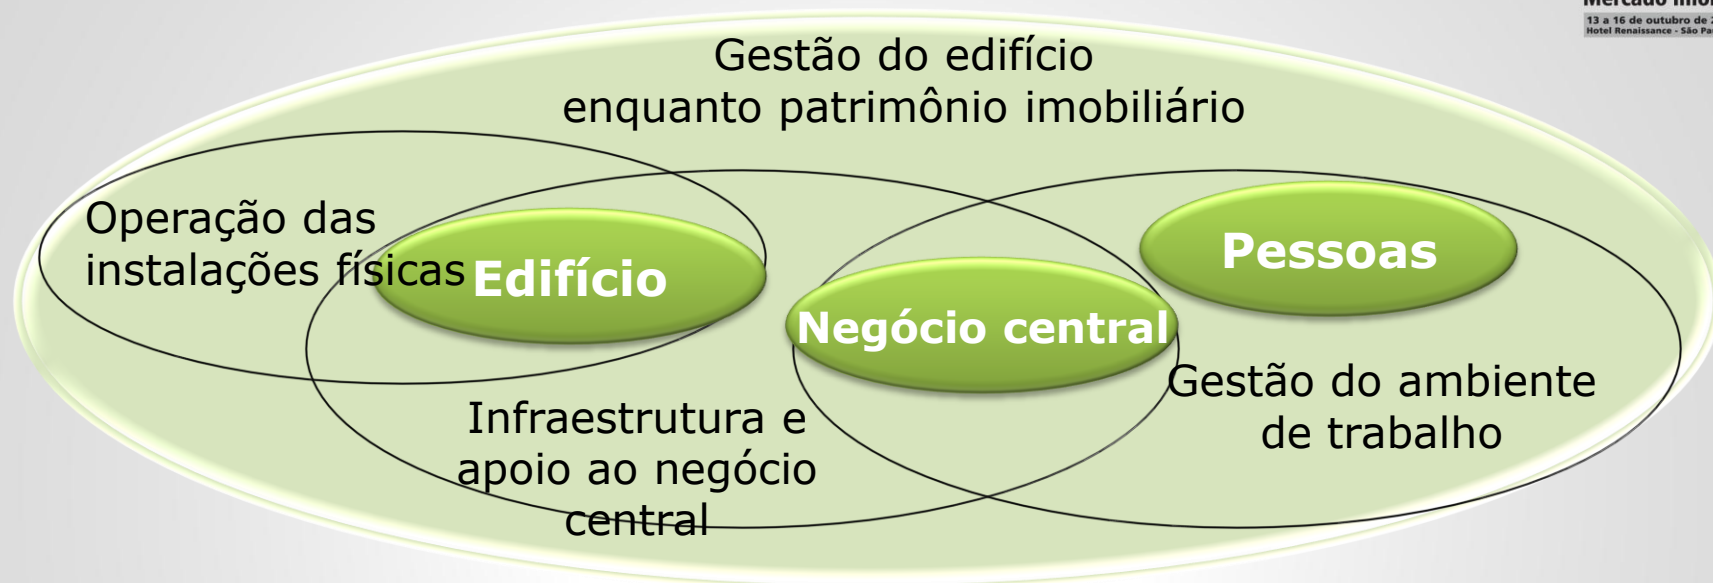 13 a 16 de outubro de
Hotel Renaissance - São
Gestão do edifício
enquanto patrimônio imobiliário
Operação das
instalações físicas
Edifício
Pessoas
Negócio central
Gestão do ambiente
de trabalho
Infraestrutura e
apoio ao negócio
central